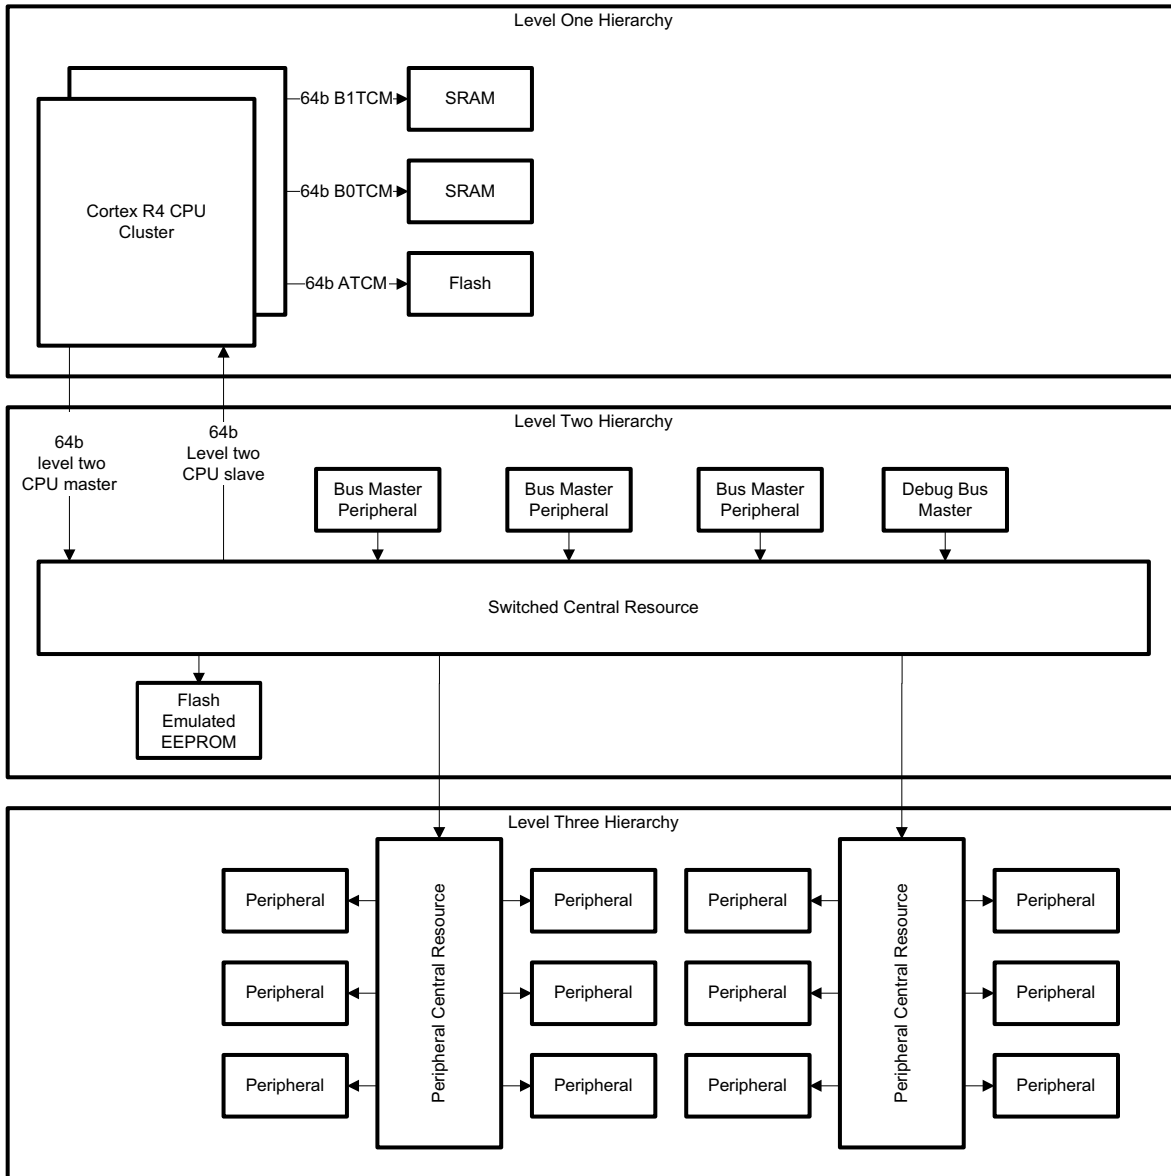 Level One Hierarchy
64b B1TCM
SRAM
64b B0TCM
SRAM
Cortex R4 CPU
Cluster
64b ATCM
Flash
Level Two Hierarchy
64b
level two
CPU master
64b
Level two
CPU slave
Bus Master
Peripheral
Bus Master
Peripheral
Bus Master
Peripheral
Debug Bus
Master
Switched Central Resource
Flash
Emulated
EEPROM
Level Three Hierarchy
Peripheral
Peripheral
Peripheral
Peripheral Central Resource
Peripheral
Peripheral
Peripheral
Peripheral
Peripheral
Peripheral
Peripheral Central Resource
Peripheral
Peripheral
Peripheral